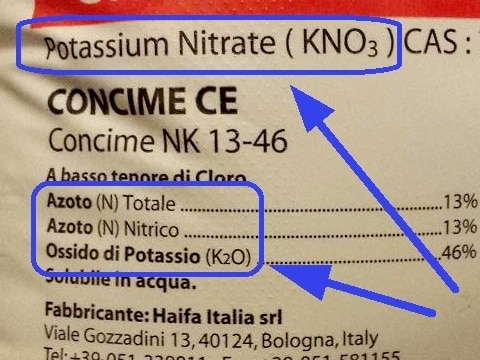 Potassium Nitrate ( KNO₃ ) CAS :
CONCIME CE
Concime NK 13-46
A basso tenore di Cloro
Azoto (N) Totale ........................................ 13%
Azoto (N) Nitrico ........................................ 13%
Ossido di Potassio (K₂O) ........................................ 46%
Solubile in acqua.
Fabbricante: Haifa Italia srl
Viale Gozzadini 13, 40124, Bologna, Italy